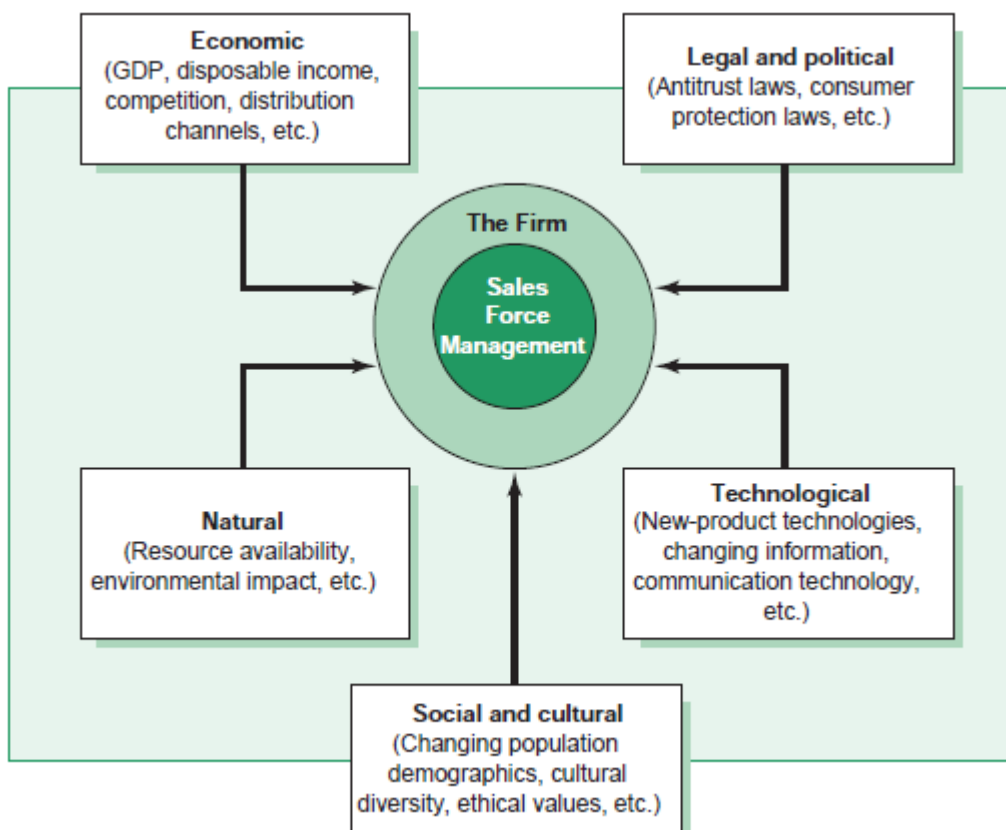 Economic
(GDP, disposable income,
competition, distribution
channels, etc.)
Legal and political
(Antitrust laws, consumer
protection laws, etc.)
The Firm
Sales
Force
Management
Natural
(Resource availability,
environmental impact, etc.)
Technological
(New-product technologies,
changing information,
communication technology,
etc.)
Social and cultural
(Changing population
demographics, cultural
diversity, ethical values, etc.)